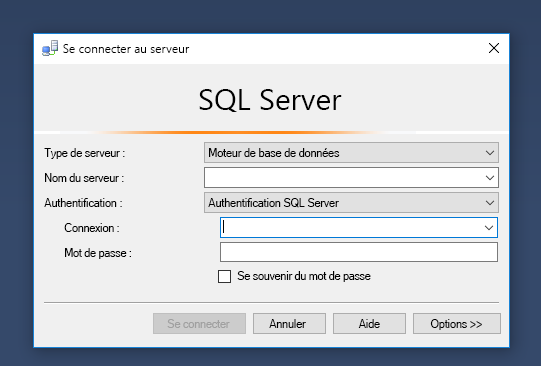 Se connecter au serveur
SQL Server
Type de serveur :
Moteur de base de données
Nom du serveur :
Authentification :
Authentification SQL Server
Connexion :
Mot de passe :
Se souvenir du mot de passe
Se connecter
Annuler
Aide
Options >>